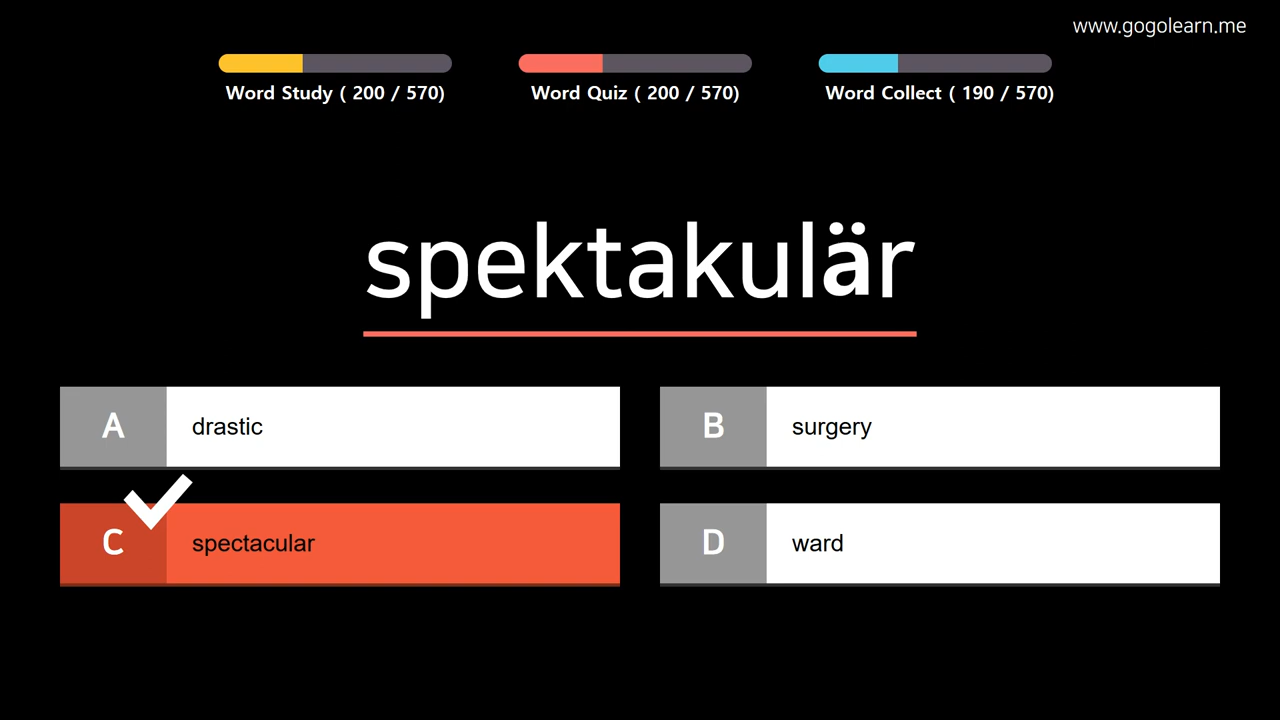 www.gogolearn.me
Word Study ( 200 / 570)
Word Quiz ( 200 / 570)
Word Collect ( 190 / 570)
spektakulär
A drastic
B surgery
C spectacular
D ward